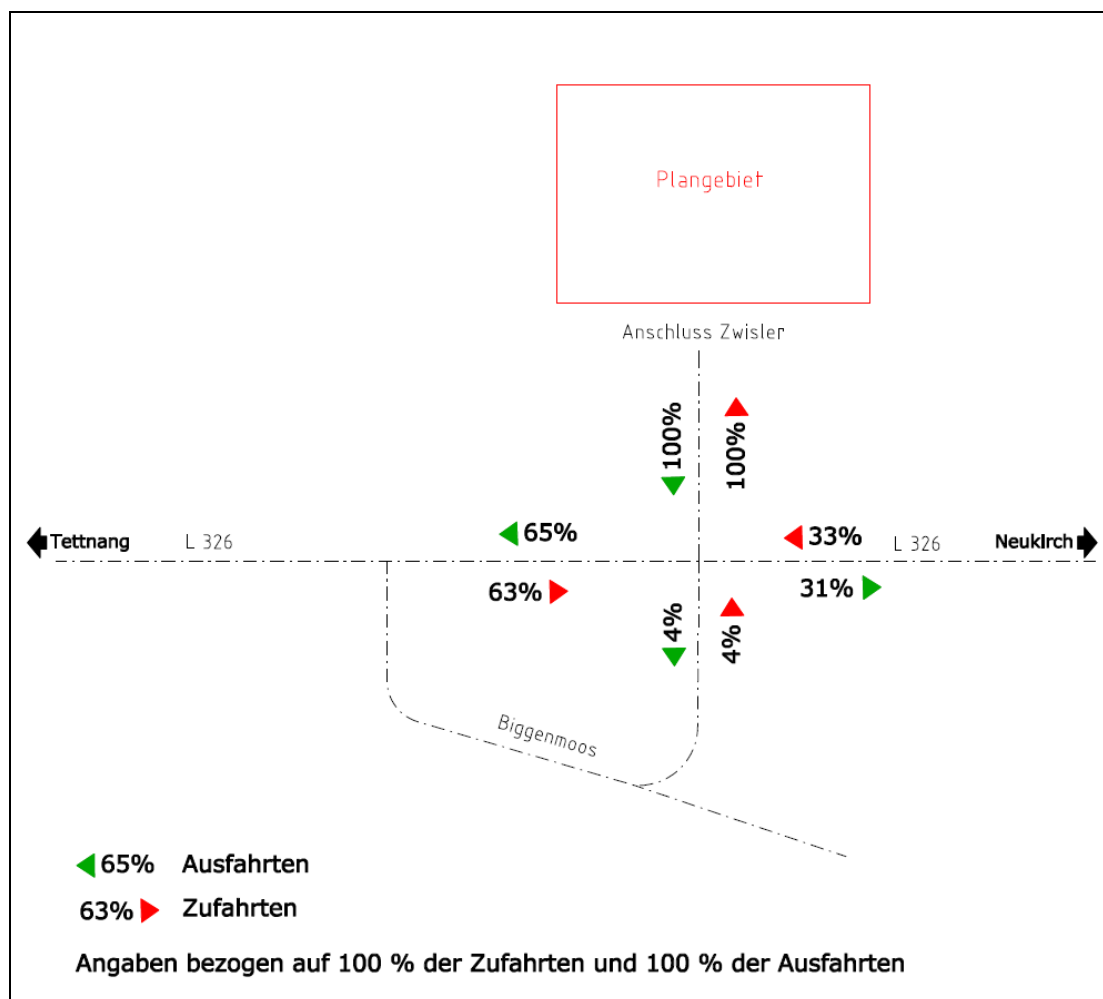 Plangebiet
Anschluss Zwisler
100%
100%
Tettnang
L 326
65%
33%
L 326
Neukirch
63%
31%
4%
4%
Biggenmoos
65% Ausfahrten
63% Zufahrten
Angaben bezogen auf 100 % der Zufahrten und 100 % der Ausfahrten